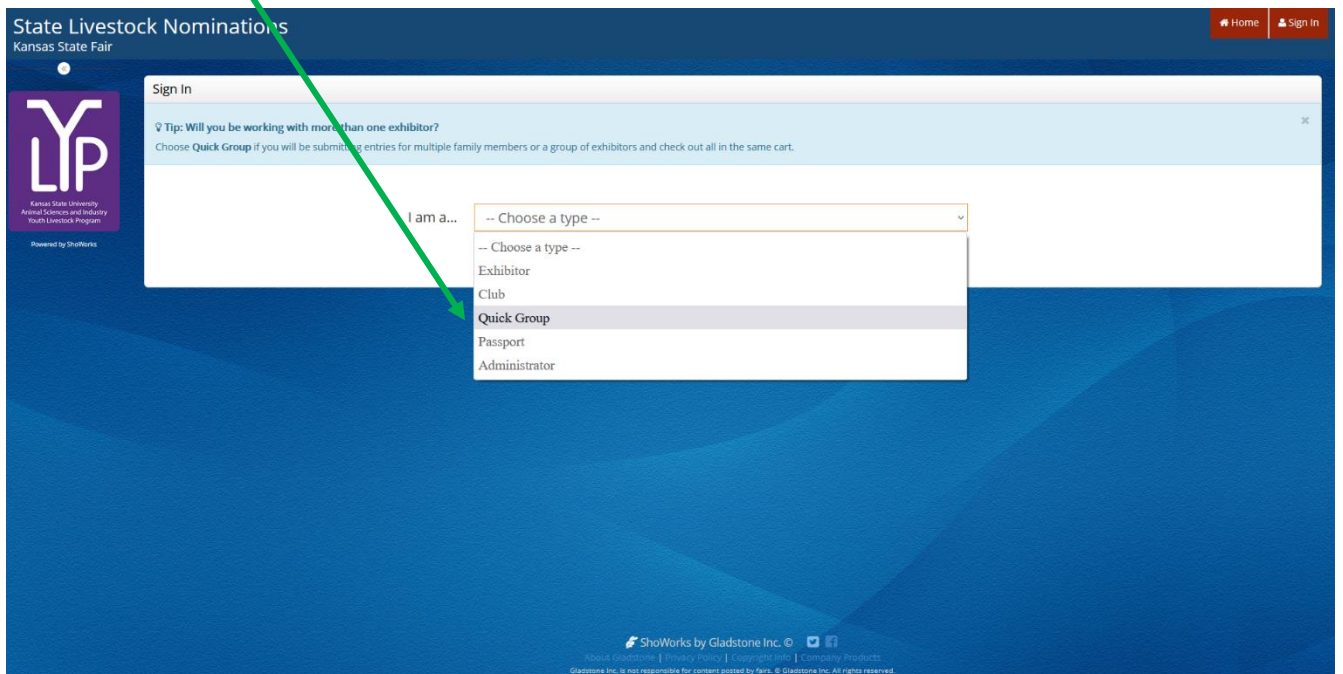 State Livestock Nominations
Kansas State Fair
Home
Sign In
YLP
Kansas State University
Animal Sciences and Industry
Youth Livestock Program
Powered by ShoWorks
Sign In
Tip: Will you be working with more than one exhibitor?
Choose Quick Group if you will be submitting entries for multiple family members or a group of exhibitors and check out all in the same cart.
I am a...
-- Choose a type --
-- Choose a type --
Exhibitor
Club
Quick Group
Passport
Administrator
ShoWorks by Gladstone Inc. ©
About Gladstone | Privacy Policy | Copyright Info | Company Products
Gladstone Inc. is not responsible for content posted by fairs. © Gladstone Inc. All rights reserved.